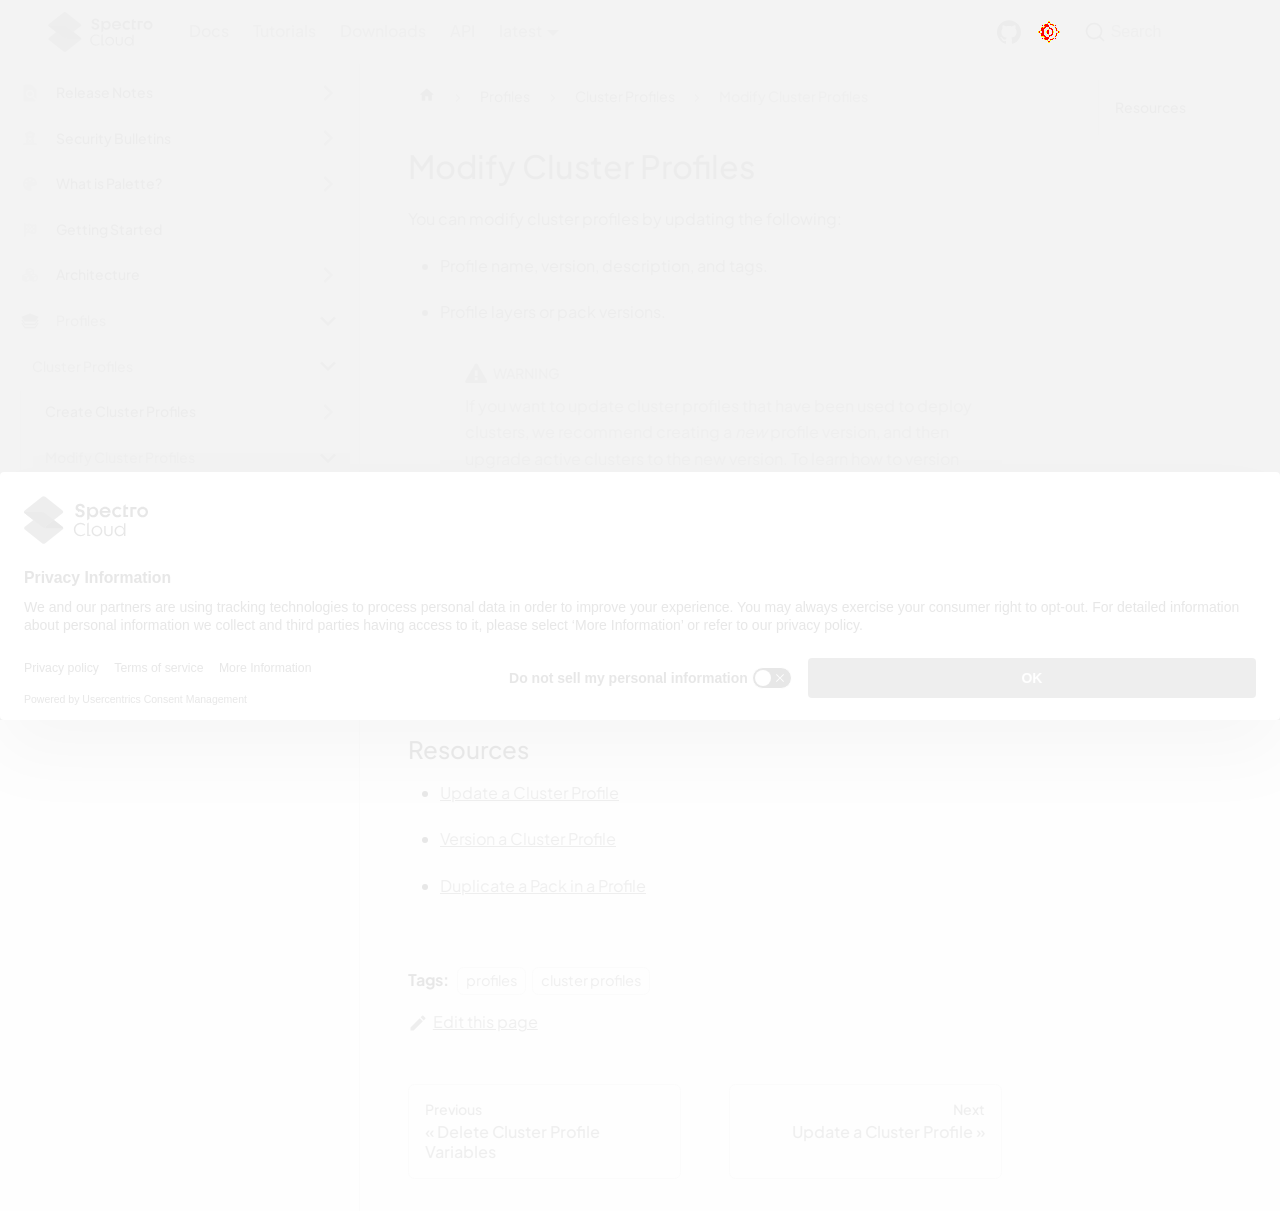 Spectro
Cloud
Docs
Tutorials
Downloads
API
latest
Search
Release Notes
Security Bulletins
What is Palette?
Getting Started
Architecture
Profiles
Cluster Profiles
Create Cluster Profiles
Modify Cluster Profiles
Profiles
Cluster Profiles
Modify Cluster Profiles
Resources
Modify Cluster Profiles
You can modify cluster profiles by updating the following:
Profile name, version, description, and tags.
Profile layers or pack versions.
WARNING
If you want to update cluster profiles that have been used to deploy
clusters, we recommend creating a new profile version, and then
upgrade active clusters to the new version. To learn how to version
Spectro
Cloud
Privacy Information
We and our partners are using tracking technologies to process personal data in order to improve your experience. You may always exercise your consumer right to opt-out. For detailed information
about personal information we collect and third parties having access to it, please select ‘More Information’ or refer to our privacy policy.
Privacy policy
Terms of service
More Information
Do not sell my personal information
OK
Powered by Usercentrics Consent Management
Resources
Update a Cluster Profile
Version a Cluster Profile
Duplicate a Pack in a Profile
Tags:
profiles
cluster profiles
Edit this page
Previous
« Delete Cluster Profile
Variables
Next
Update a Cluster Profile »